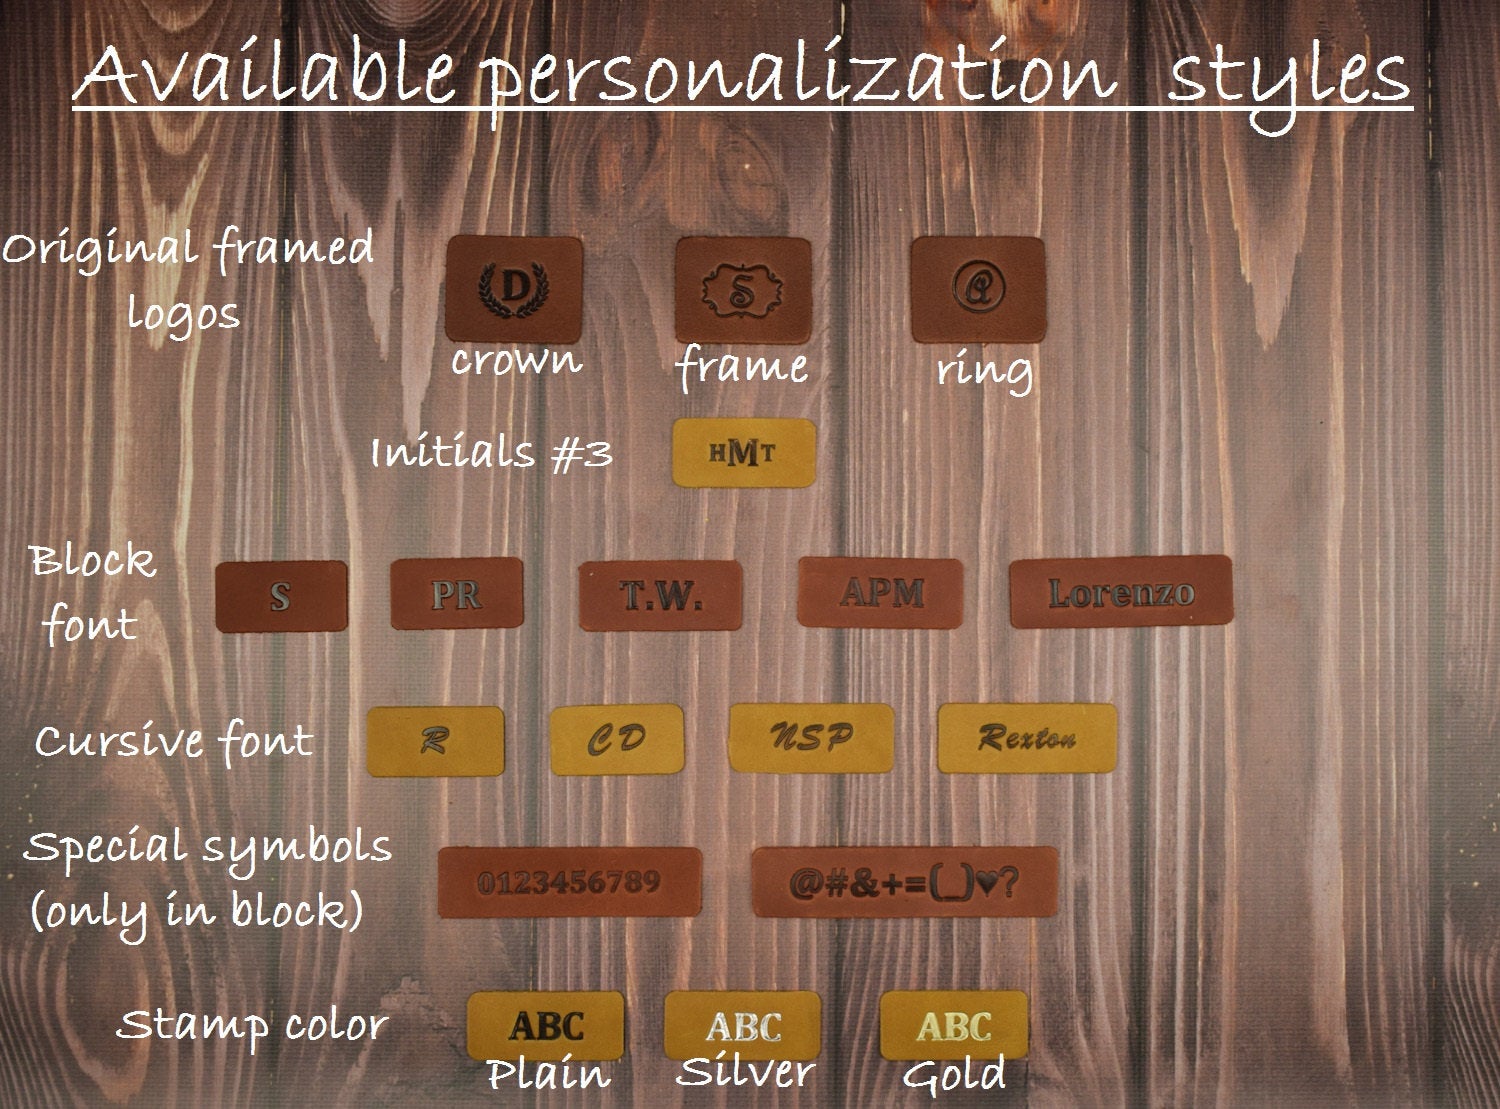 Available personalization styles
Original framed
logos
D
S
crown
frame
ring
Initials #3
HMT
Block
font
S
PR
T.W.
APM
Lorenzo
Cursive font
R
CD
NSP
Rexton
Special symbols
(only in block)
0123456789
@#&+=(_)♥?
Stamp color
ABC
ABC
ABC
Plain
Silver
Gold